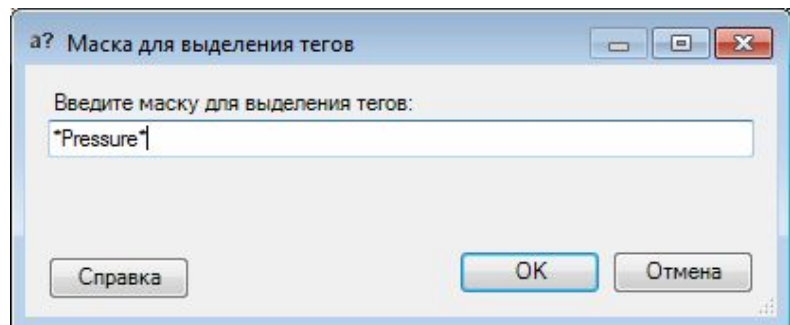 а? Маска для выделения тегов
Введите маску для выделения тегов:
*Pressure*
Справка
OK
Отмена